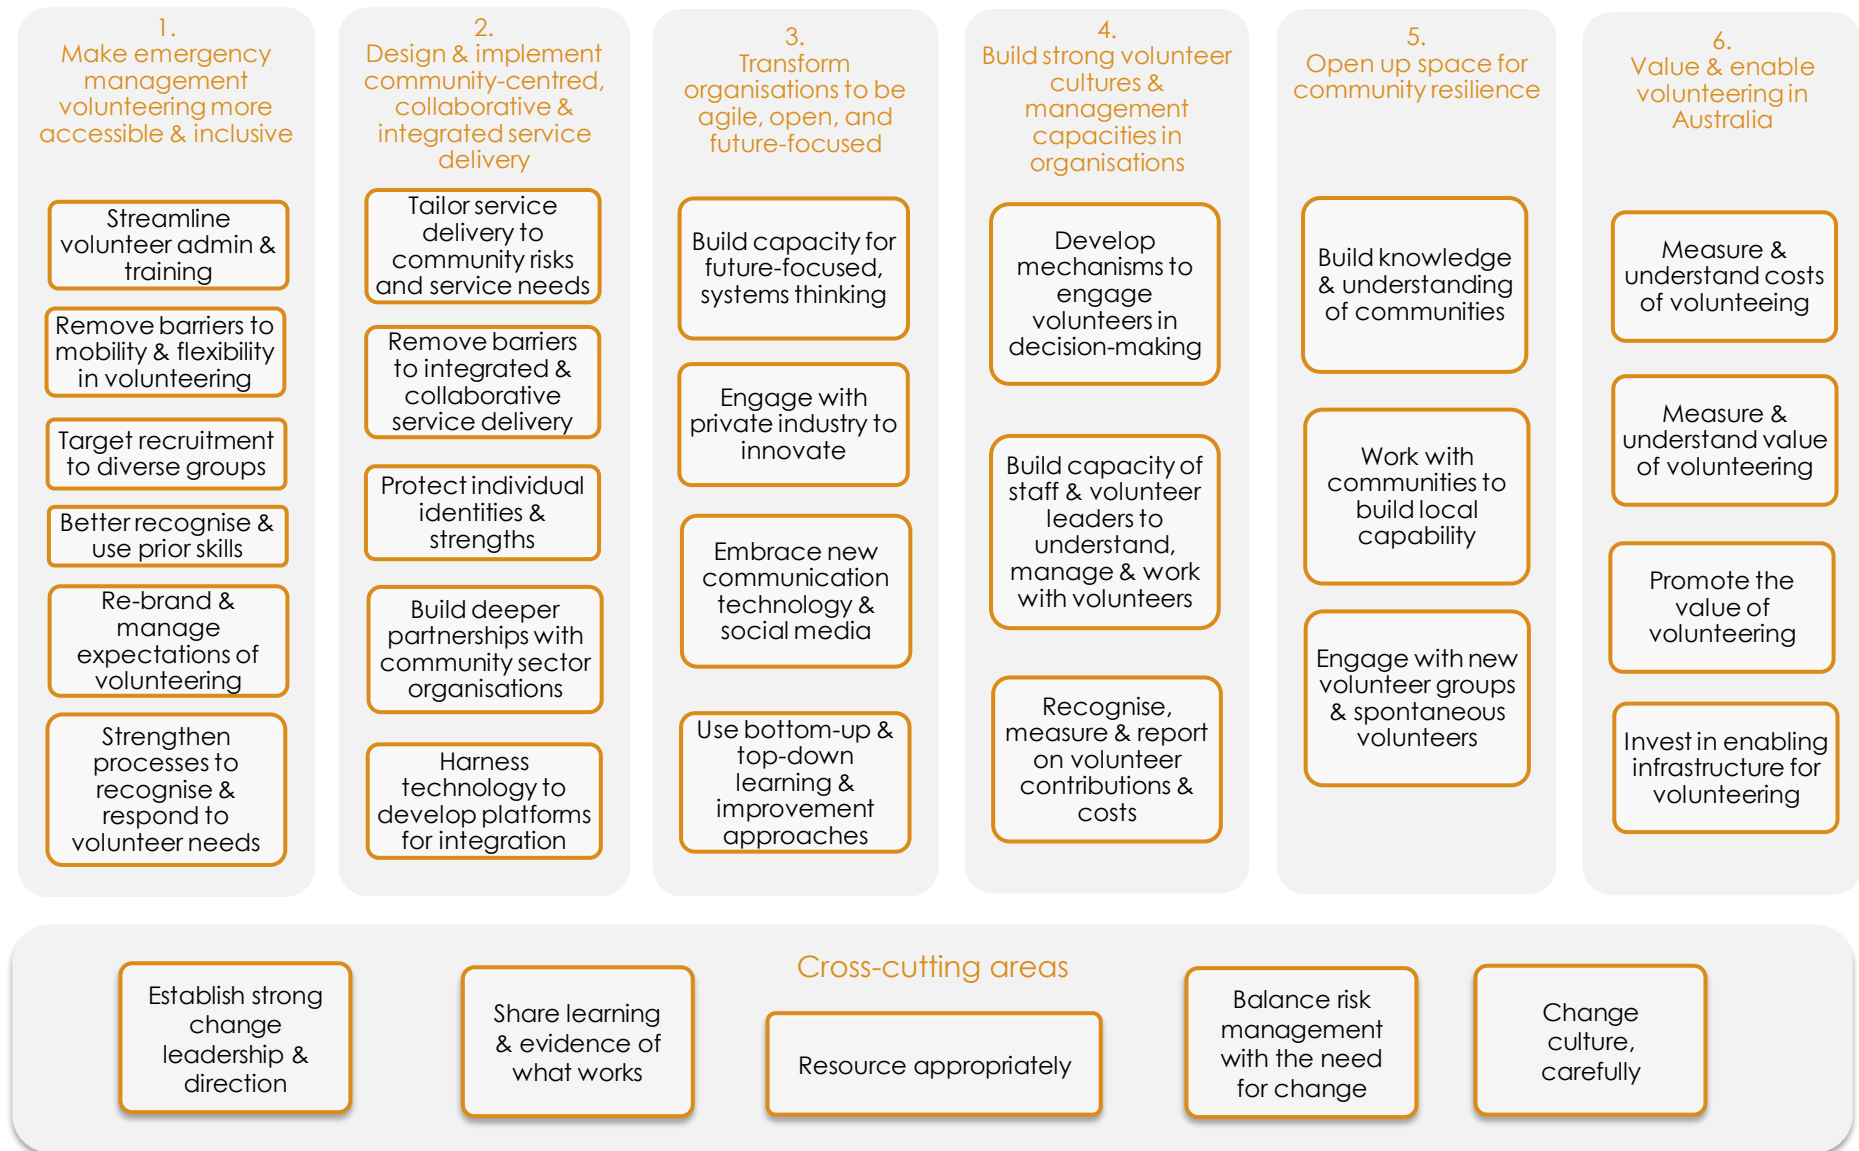 1.
Make emergency
management
volunteering more
accessible & inclusive
Streamline
volunteer admin &
training
Remove barriers to
mobility & flexibility
in volunteering
Target recruitment
to diverse groups
Better recognise &
use prior skills
Re-brand &
manage
expectations of
volunteering
Strengthen
processes to
recognise &
respond to
volunteer needs
2.
Design & implement
community-centred,
collaborative &
integrated service
delivery
Tailor service
delivery to
community risks
and service needs
Remove barriers
to integrated &
collaborative
service delivery
Protect individual
identities &
strengths
Build deeper
partnerships with
community sector
organisations
Harness
technology to
develop platforms
for integration
3.
Transform
organisations to be
agile, open, and
future-focused
Build capacity for
future-focused,
systems thinking
Engage with
private industry to
innovate
Embrace new
communication
technology &
social media
Use bottom-up &
top-down
learning &
improvement
approaches
4.
Build strong volunteer
cultures &
management
capacities in
organisations
Develop
mechanisms to
engage
volunteers in
decision-making
Build capacity of
staff & volunteer
leaders to
understand,
manage & work
with volunteers
Recognise,
measure & report
on volunteer
contributions &
costs
5.
Open up space for
community resilience
Build knowledge
& understanding
of communities
Work with
communities to
build local
capability
Engage with new
volunteer groups
& spontaneous
volunteers
6.
Value & enable
volunteering in
Australia
Measure &
understand costs
of volunteeing
Measure &
understand value
of volunteering
Promote the
value of
volunteering
Invest in enabling
infrastructure for
volunteering
Cross-cutting areas
Establish strong
change
leadership &
direction
Share learning
& evidence of
what works
Resource appropriately
Balance risk
management
with the need
for change
Change
culture,
carefully